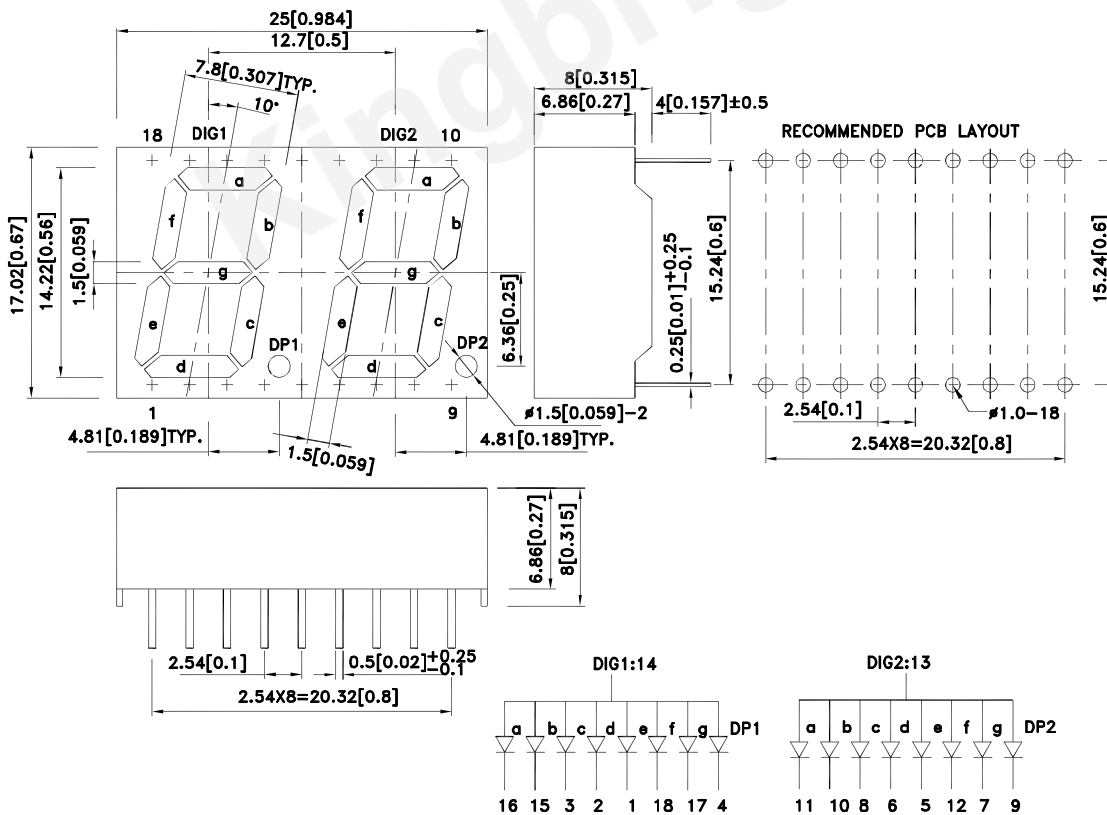 25[0.984]
12.7[0.5]
7.8[0.307]TYP.
10°
18 DIG1 DIG2 10
a a
f b f b
g g
e c e c
d d
DP1 DP2
1 9
17.02[0.67]
14.22[0.56]
1.5[0.059]
6.36[0.25]
4.81[0.189]TYP.
1.5[0.059]
ø1.5[0.059]-2
4.81[0.189]TYP.
8[0.315]
6.86[0.27]
4[0.157]±0.5
0.25[0.01]+0.25
-0.1
15.24[0.6]
RECOMMENDED PCB LAYOUT
15.24[0.6]
2.54[0.1]
ø1.0-18
2.54X8=20.32[0.8]
6.86[0.27]
8[0.315]
2.54[0.1]
0.5[0.02]+0.25
-0.1
2.54X8=20.32[0.8]
DIG1:14
a b c d e f g DP1
16 15 3 2 1 18 17 4
DIG2:13
a b c d e f g DP2
11 10 8 6 5 12 7 9